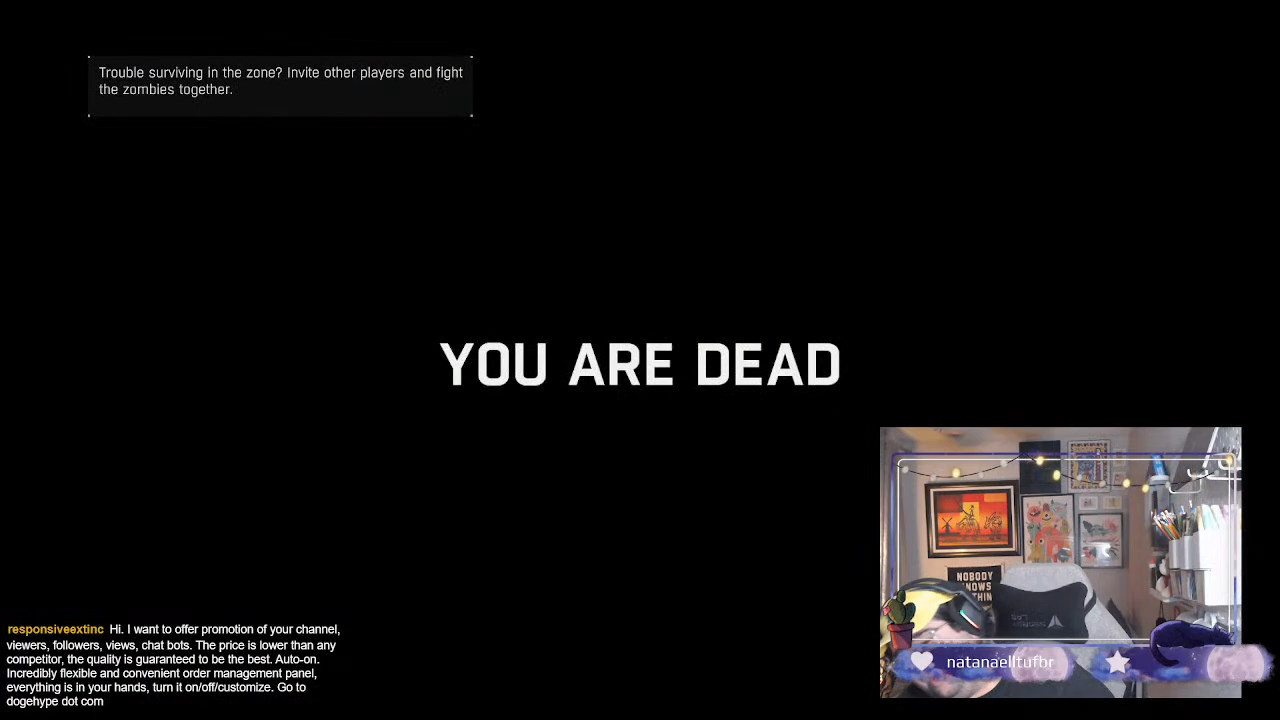 Trouble surviving in the zone? Invite other players and fight
the zombies together.
YOU ARE DEAD
NOBODY
KNOWS
responsiveextinc Hi. I want to offer promotion of your channel,
viewers, followers, views, chat bots. The price is lower than any
competitor, the quality is guaranteed to be the best. Auto-on.
Incredibly flexible and convenient order management panel,
everything is in your hands, turn it on/off/customize. Go to
dogehype dot com
natanaelltufbr